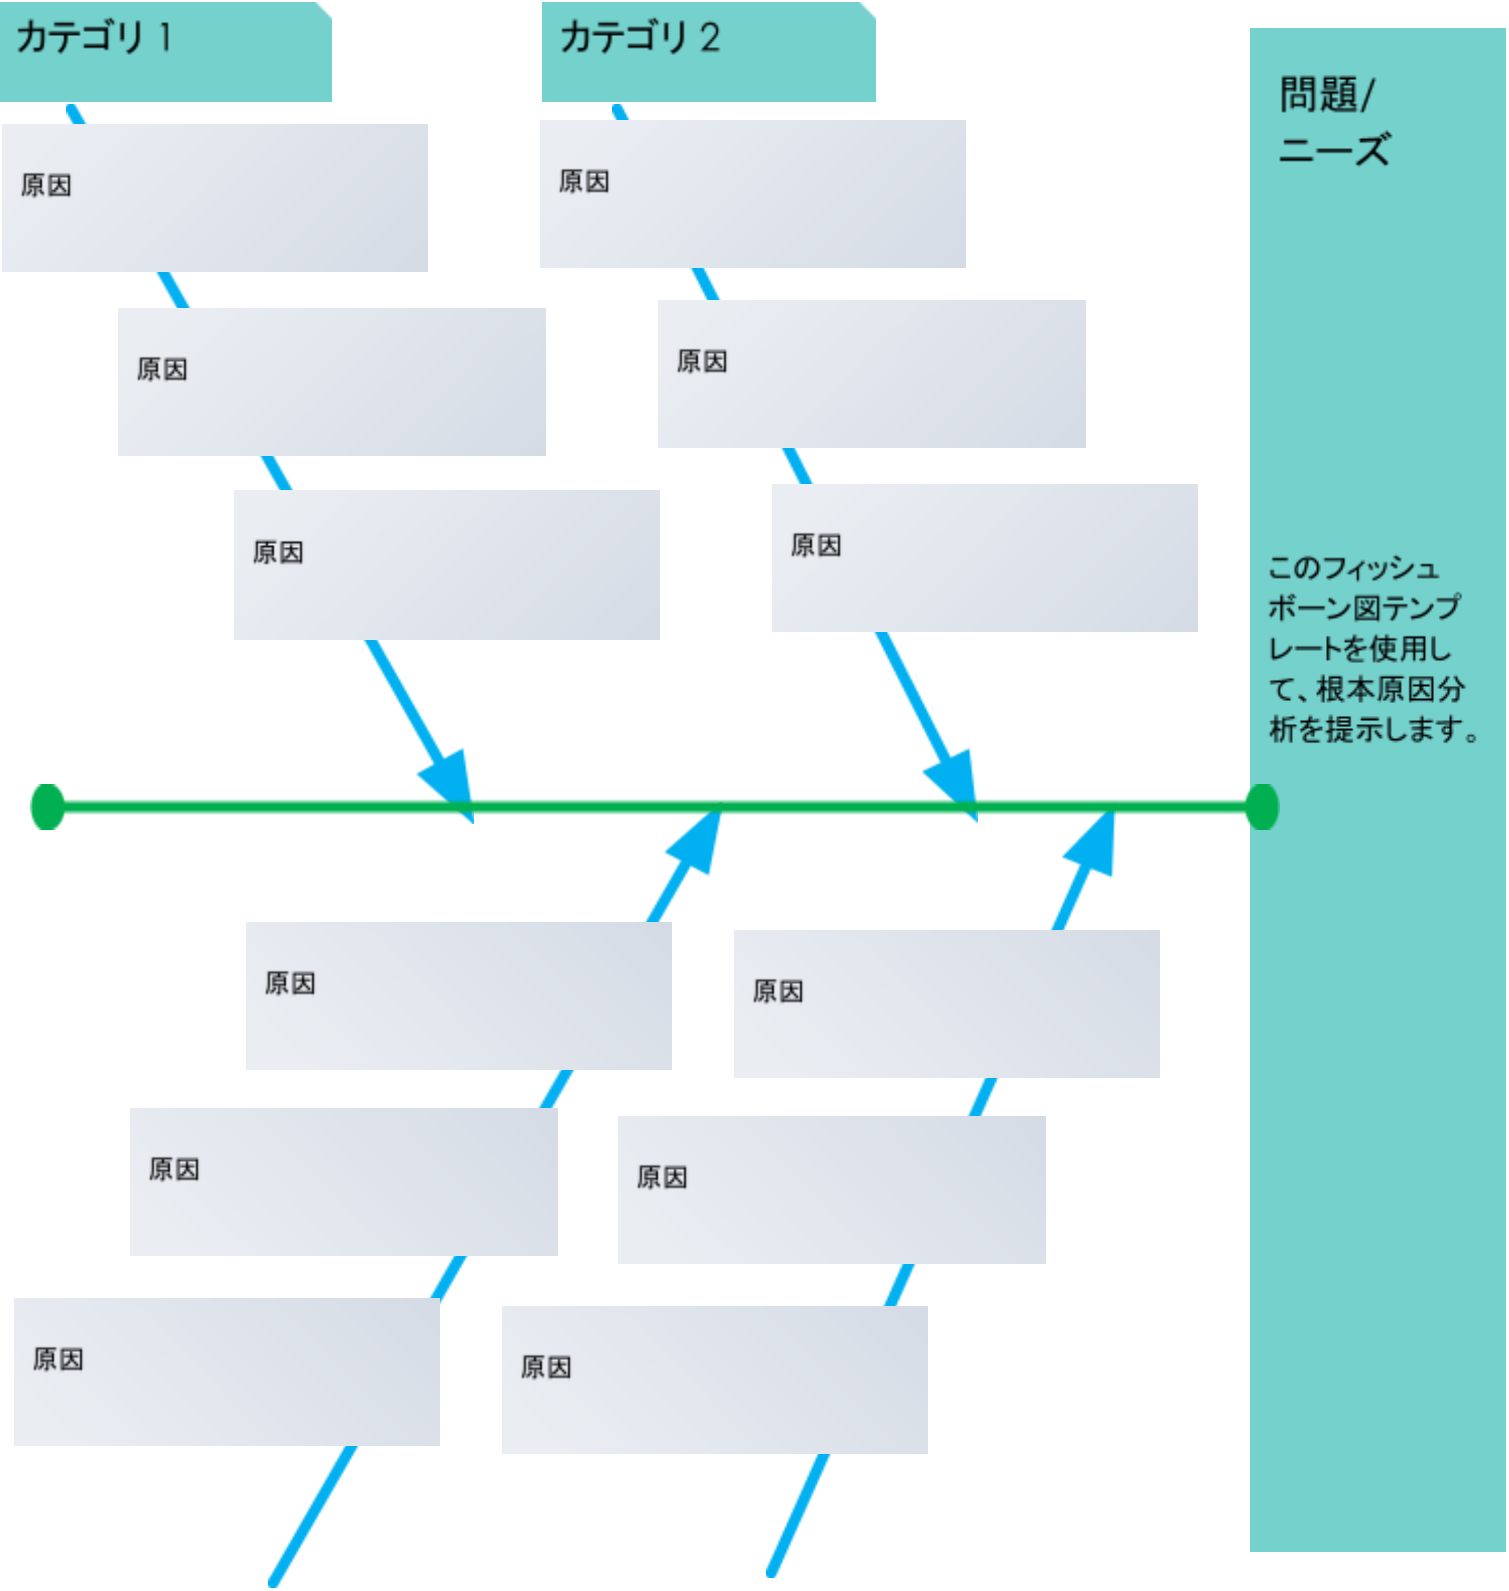 カテゴリ 1
カテゴリ 2
問題/
ニーズ
原因
原因
原因
原因
原因
原因
このフィッシュ
ボーン図テンプ
レートを使用し
て、根本原因分
析を提示します。
原因
原因
原因
原因
原因
原因